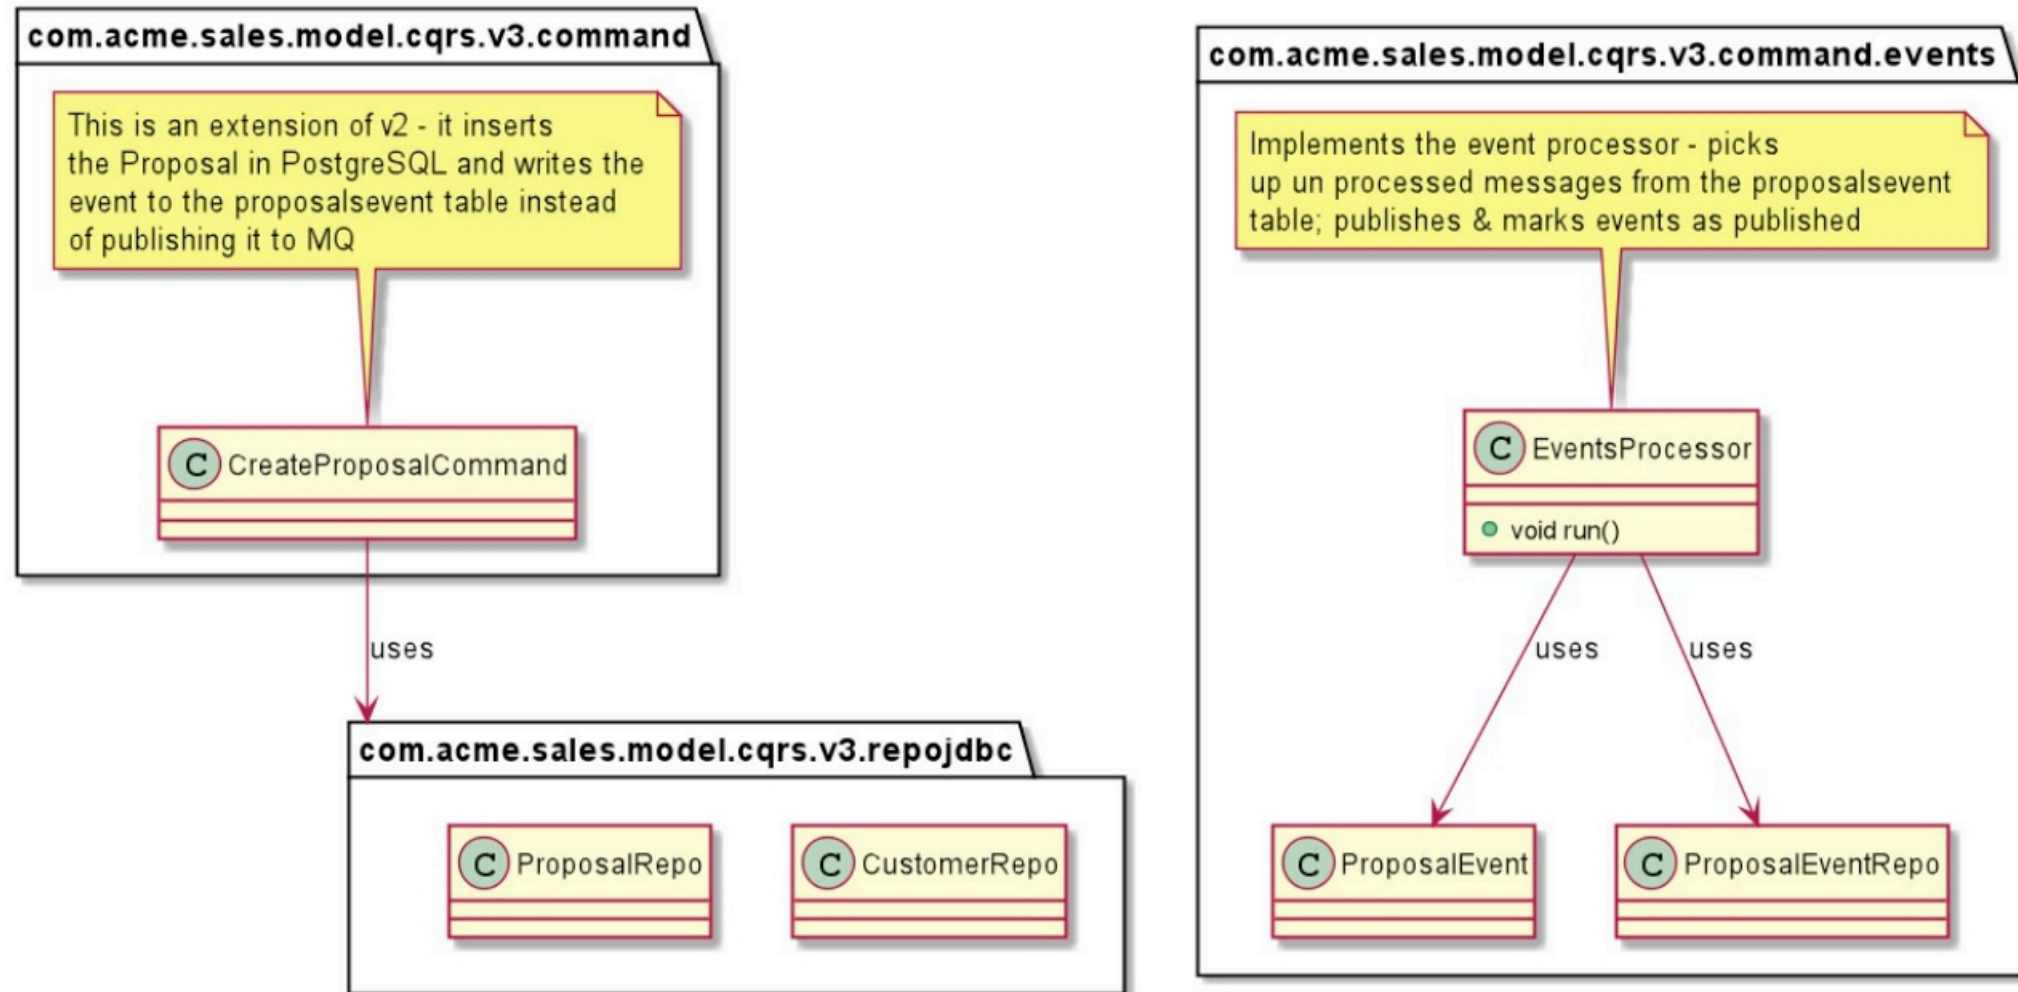 com.acme.sales.model.cqrs.v3.command
This is an extension of v2 - it inserts
the Proposal in PostgreSQL and writes the
event to the proposalsevent table instead
of publishing it to MQ
C CreateProposalCommand
uses
com.acme.sales.model.cqrs.v3.repojdbc
C ProposalRepo
C CustomerRepo
com.acme.sales.model.cqrs.v3.command.events
Implements the event processor - picks
up un processed messages from the proposalsevent
table; publishes & marks events as published
C EventsProcessor
void run()
uses
uses
C ProposalEvent
C ProposalEventRepo